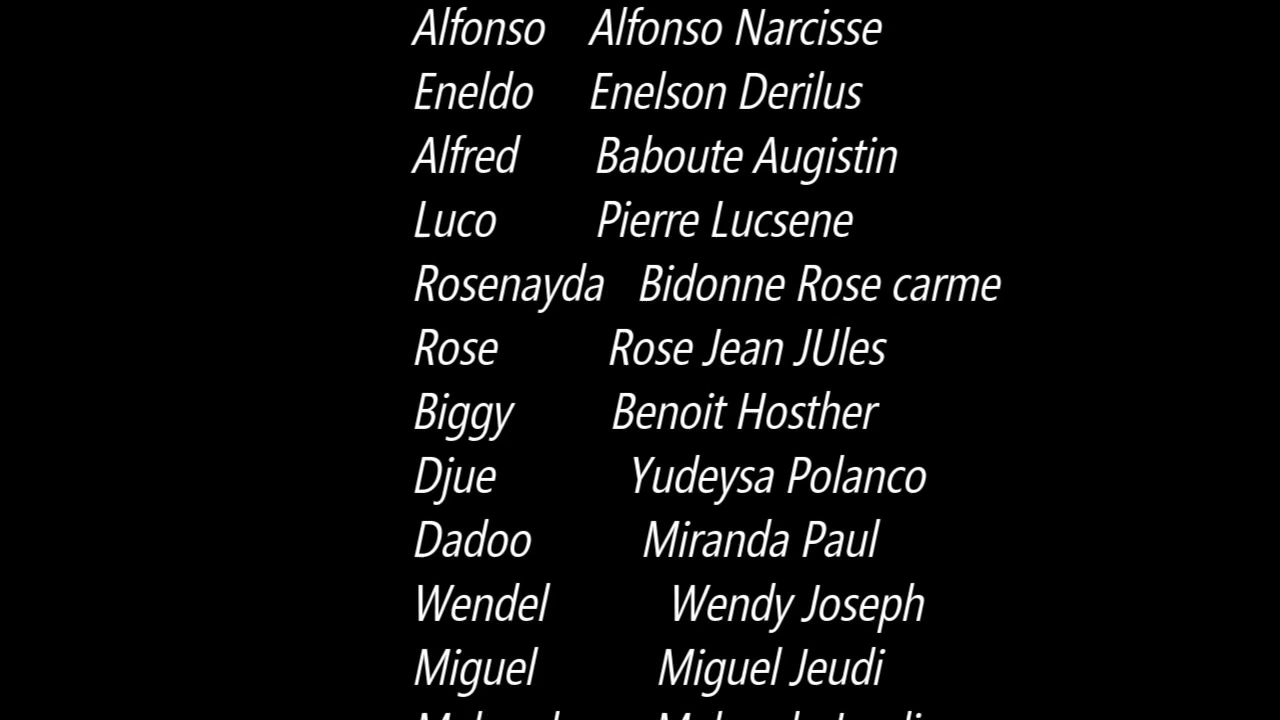 Alfonso Alfonso Narcisse
Eneldo Enelson Derilus
Alfred Baboute Augistin
Luco Pierre Lucsene
Rosenayda Bidonne Rose carme
Rose Rose Jean JUles
Biggy Benoit Hosther
Djue Yudeysa Polanco
Dadoo Miranda Paul
Wendel Wendy Joseph
Miguel Miguel Jeudi